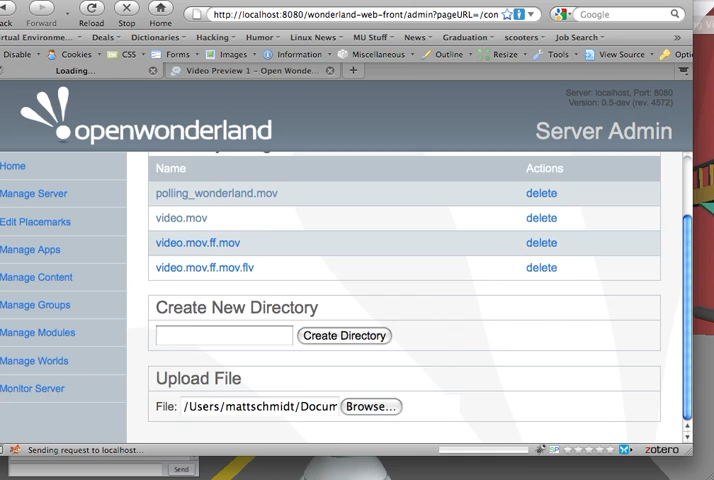 ack Forward Reload Stop Home http://localhost:8080/wonderland-web-front/admin?pageURL=/con Google
irtual Environme... Deals Dictionaries Hacking Humor Linux News MU Stuff News Graduation scooters Job Search »
Disable Cookies CSS Forms Images Information Miscellaneous Outline Resize Tools View Source Optio
Loading... Video Preview 1 - Open Wonde... +
Server: localhost, Port: 8080
Version: 0.5-dev (rev. 4572)
openwonderland
Server Admin
Home
Manage Server
Edit Placemarks
Manage Apps
Manage Content
Manage Groups
Manage Modules
Manage Worlds
Monitor Server
Name Actions
polling_wonderland.mov delete
video.mov delete
video.mov.ff.mov delete
video.mov.ff.mov.flv delete
Create New Directory
Create Directory
Upload File
File: /Users/mattschmidt/Docum Browse...
Sending request to localhost... SP zotero
Send